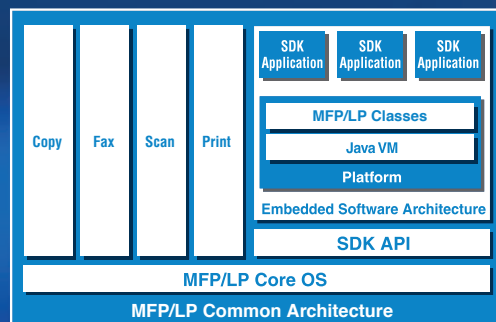 Copy
Fax
Scan
Print
SDK
Application
SDK
Application
SDK
Application
MFP/LP Classes
Java VM
Platform
Embedded Software Architecture
SDK API
MFP/LP Core OS
MFP/LP Common Architecture